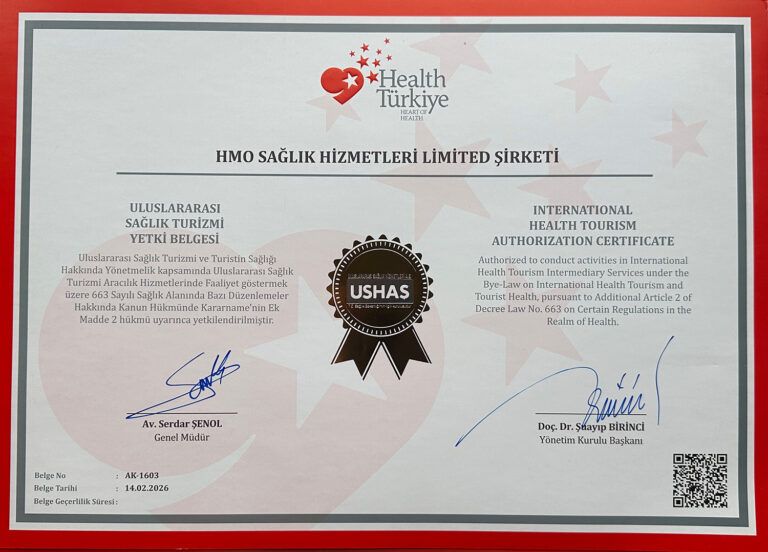 Health
Türkiye
HEART OF
HEALTH
HMO SAĞLIK HİZMETLERİ LİMİTED ŞİRKETİ
ULUSLARARASI
SAĞLIK TURİZMİ
YETKİ BELGESİ
Uluslararası Sağlık Turizmi ve Turistin Sağlığı
Hakkında Yönetmelik kapsamında Uluslararası Sağlık
Turizmi Aracılık Hizmetlerinde Faaliyet göstermek
üzere 663 Sayılı Sağlık Alanında Bazı Düzenlemeler
Hakkında Kanun Hükmünde Kararname'nin Ek
Madde 2 hükmü uyarınca yetkilendirilmiştir.
INTERNATIONAL
HEALTH TOURISM
AUTHORIZATION CERTIFICATE
Authorized to conduct activities in International
Health Tourism Intermediary Services under the
Bye-Law on International Health Tourism and
Tourist Health, pursuant to Additional Article 2 of
Decree Law No. 663 on Certain Regulations in the
Realm of Health.
USHAŞ
Av. Serdar ŞENOL
Genel Müdür
Doç. Dr. Şuayıp BİRİNCİ
Yönetim Kurulu Başkanı
Belge No : AK-1603
Belge Tarihi : 14.02.2026
Belge Geçerlilik Süresi :